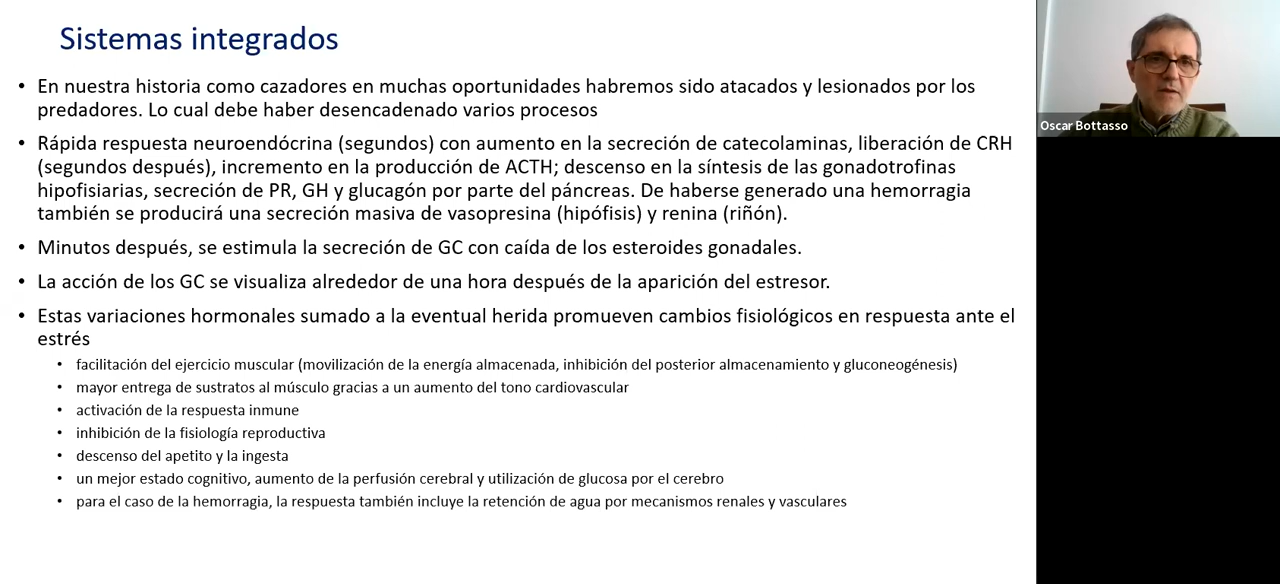 Sistemas integrados
• En nuestra historia como cazadores en muchas oportunidades habremos sido atacados y lesionados por los
predadores. Lo cual debe haber desencadenado varios procesos
• Rápida respuesta neuroendócrina (segundos) con aumento en la secreción de catecolaminas, liberación de CRH
(segundos después), incremento en la producción de ACTH; descenso en la síntesis de las gonadotrofinas
hipofisiarias, secreción de PR, GH y glucagón por parte del páncreas. De haberse generado una hemorragia
también se producirá una secreción masiva de vasopresina (hipófisis) y renina (riñón).
• Minutos después, se estimula la secreción de GC con caída de los esteroides gonadales.
• La acción de los GC se visualiza alrededor de una hora después de la aparición del estresor.
• Estas variaciones hormonales sumado a la eventual herida promueven cambios fisiológicos en respuesta ante el
estrés
• facilitación del ejercicio muscular (movilización de la energía almacenada, inhibición del posterior almacenamiento y gluconeogénesis)
• mayor entrega de sustratos al músculo gracias a un aumento del tono cardiovascular
• activación de la respuesta inmune
• inhibición de la fisiología reproductiva
• descenso del apetito y la ingesta
• un mejor estado cognitivo, aumento de la perfusión cerebral y utilización de glucosa por el cerebro
• para el caso de la hemorragia, la respuesta también incluye la retención de agua por mecanismos renales y vasculares
Oscar Bottasso